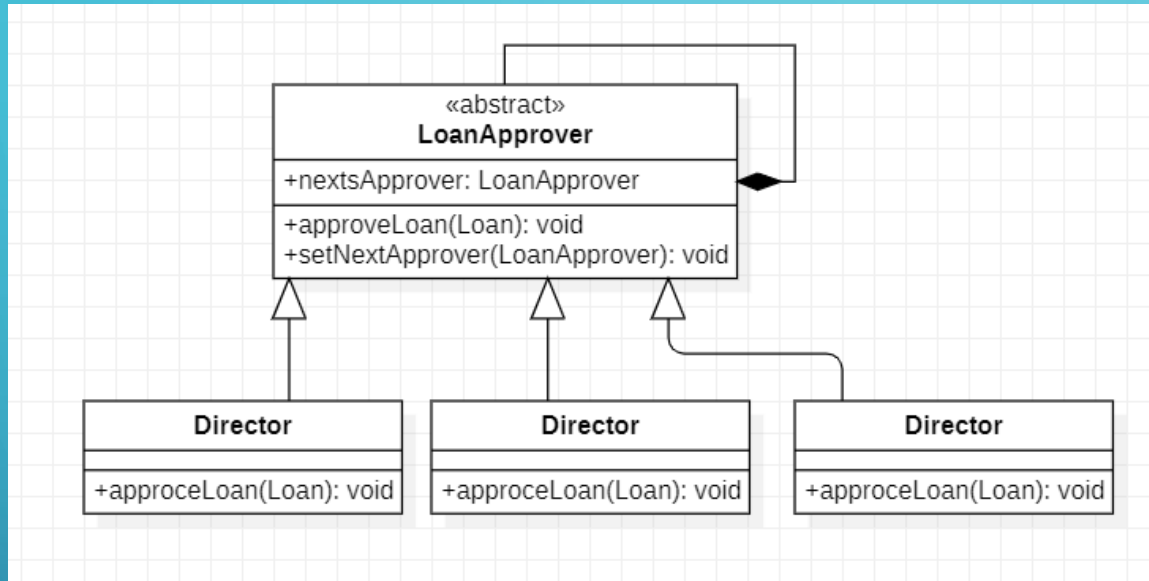 «abstract»
LoanApprover
+nextsApprover: LoanApprover
+approveLoan(Loan): void
+setNextApprover(LoanApprover): void
Director
+approceLoan(Loan): void
Director
+approceLoan(Loan): void
Director
+approceLoan(Loan): void